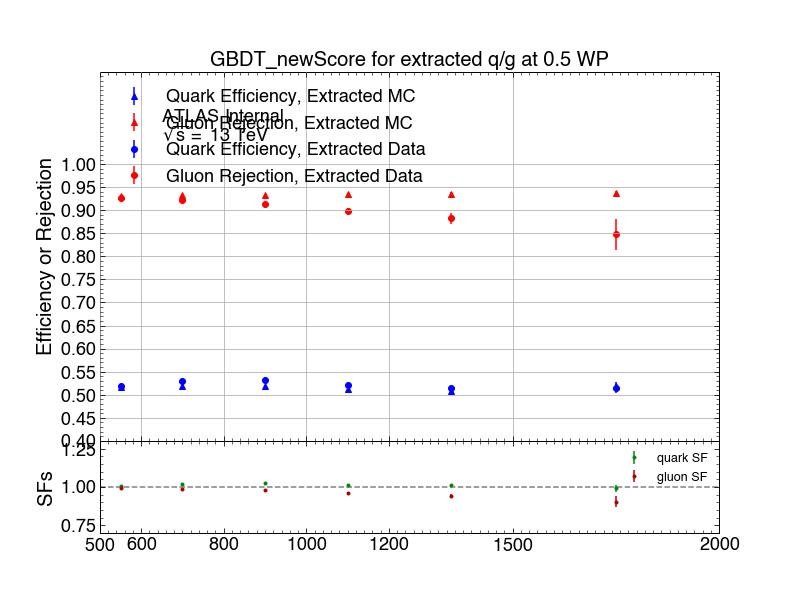 GBDT_newScore for extracted q/g at 0.5 WP
Quark Efficiency, Extracted MC
ATLAS Internal
Gluon Rejection, Extracted MC
√s = 13 TeV
Quark Efficiency, Extracted Data
Gluon Rejection, Extracted Data
Efficiency or Rejection
1.00
0.95
0.90
0.85
0.80
0.75
0.70
0.65
0.60
0.55
0.50
0.45
0.40
SFs
1.25
1.00
0.75
quark SF
gluon SF
500 600 800 1000 1200 1500 2000